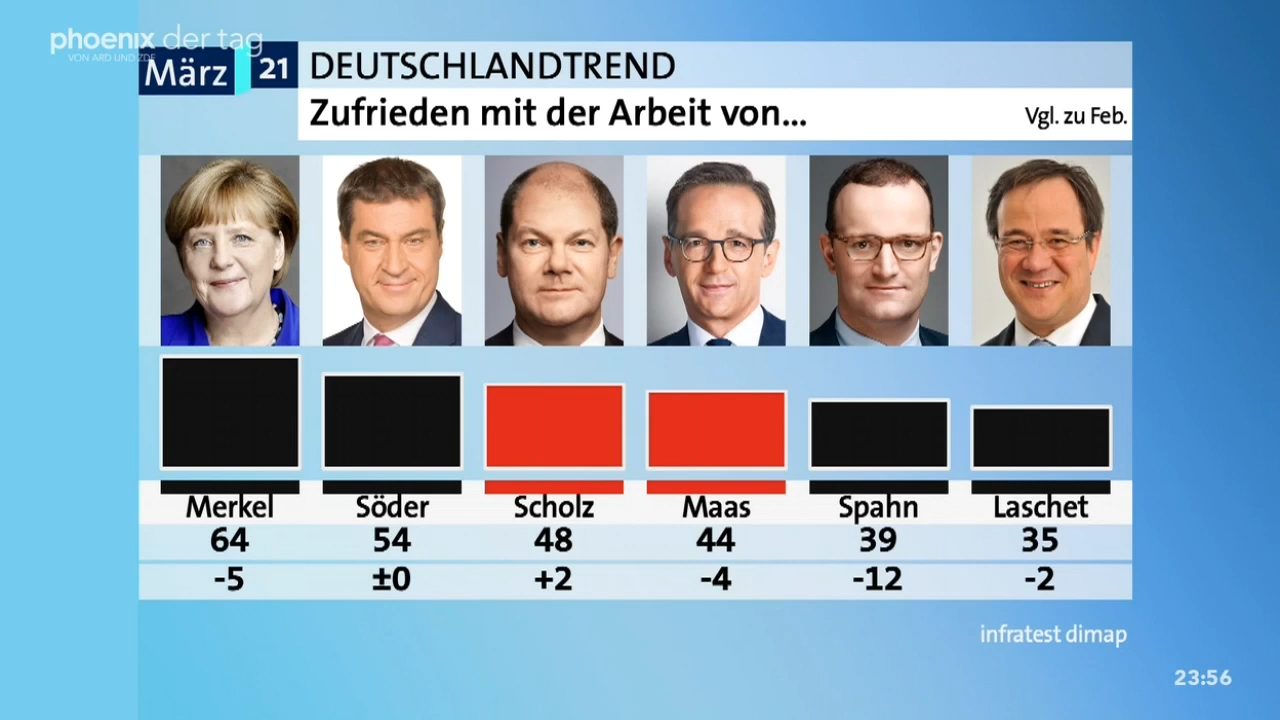 phoenix der tag
VON ARD UND ZDF
März 21
DEUTSCHLANDTREND
Zufrieden mit der Arbeit von...
Vgl. zu Feb.
Merkel Söder Scholz Maas Spahn Laschet
64 54 48 44 39 35
-5 ±0 +2 -4 -12 -2
infratest dimap
23:56